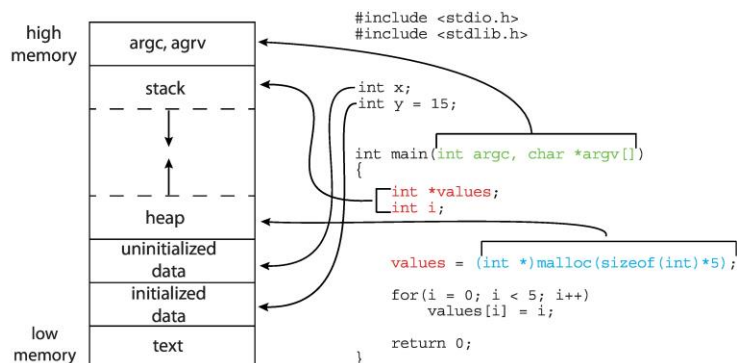 high
memory
argc, agrv
stack
heap
uninitialized
data
initialized
data
low
memory
text
#include <stdio.h>
#include <stdlib.h>
int x;
int y = 15;
int main(int argc, char *argv[])
{
int *values;
int i;
values = (int *)malloc(sizeof(int)*5);
for(i = 0; i < 5; i++)
values[i] = i;
return 0;
}